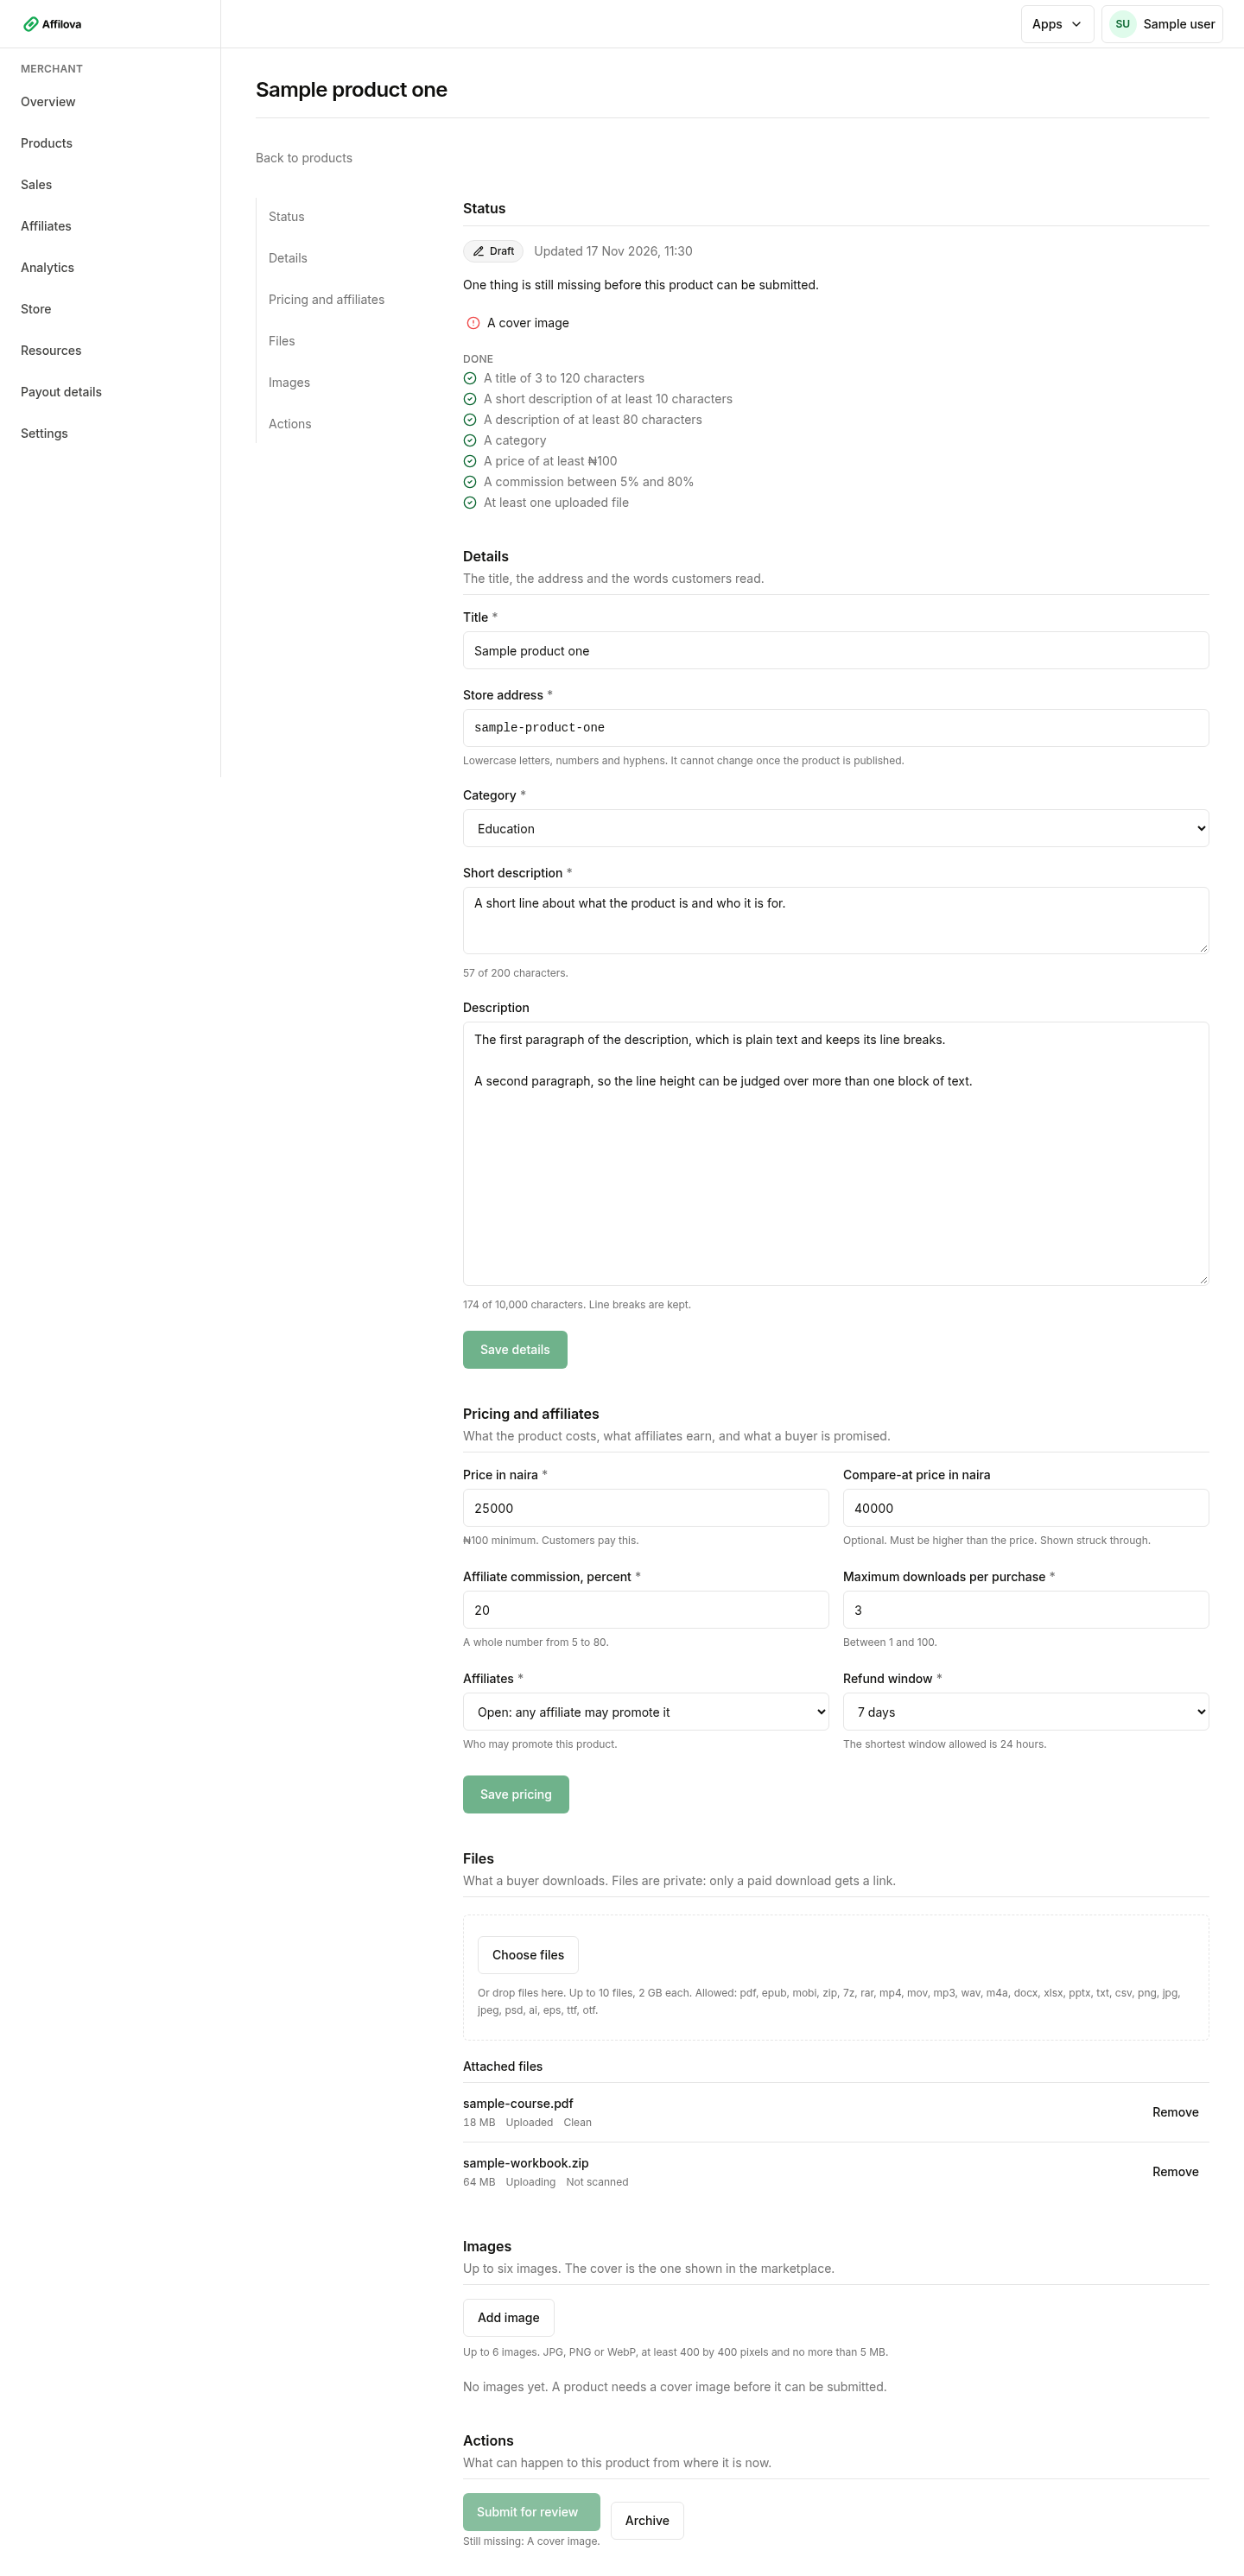 Affilova
Apps
SU Sample user
MERCHANT
Overview
Products
Sales
Affiliates
Analytics
Store
Resources
Payout details
Settings
Sample product one
Back to products
Status
Details
Pricing and affiliates
Files
Images
Actions
Status
Draft Updated 17 Nov 2026, 11:30
One thing is still missing before this product can be submitted.
A cover image
DONE
A title of 3 to 120 characters
A short description of at least 10 characters
A description of at least 80 characters
A category
A price of at least ₦100
A commission between 5% and 80%
At least one uploaded file
Details
The title, the address and the words customers read.
Title *
Sample product one
Store address *
sample-product-one
Lowercase letters, numbers and hyphens. It cannot change once the product is published.
Category *
Education
Short description *
A short line about what the product is and who it is for.
57 of 200 characters.
Description
The first paragraph of the description, which is plain text and keeps its line breaks.
A second paragraph, so the line height can be judged over more than one block of text.
174 of 10,000 characters. Line breaks are kept.
Save details
Pricing and affiliates
What the product costs, what affiliates earn, and what a buyer is promised.
Price in naira *
25000
₦100 minimum. Customers pay this.
Compare-at price in naira
40000
Optional. Must be higher than the price. Shown struck through.
Affiliate commission, percent *
20
A whole number from 5 to 80.
Maximum downloads per purchase *
3
Between 1 and 100.
Affiliates *
Open: any affiliate may promote it
Who may promote this product.
Refund window *
7 days
The shortest window allowed is 24 hours.
Save pricing
Files
What a buyer downloads. Files are private: only a paid download gets a link.
Choose files
Or drop files here. Up to 10 files, 2 GB each. Allowed: pdf, epub, mobi, zip, 7z, rar, mp4, mov, mp3, wav, m4a, docx, xlsx, pptx, txt, csv, png, jpg,
jpeg, psd, ai, eps, ttf, otf.
Attached files
sample-course.pdf
18 MB Uploaded Clean
Remove
sample-workbook.zip
64 MB Uploading Not scanned
Remove
Images
Up to six images. The cover is the one shown in the marketplace.
Add image
Up to 6 images. JPG, PNG or WebP, at least 400 by 400 pixels and no more than 5 MB.
No images yet. A product needs a cover image before it can be submitted.
Actions
What can happen to this product from where it is now.
Submit for review
Still missing: A cover image.
Archive